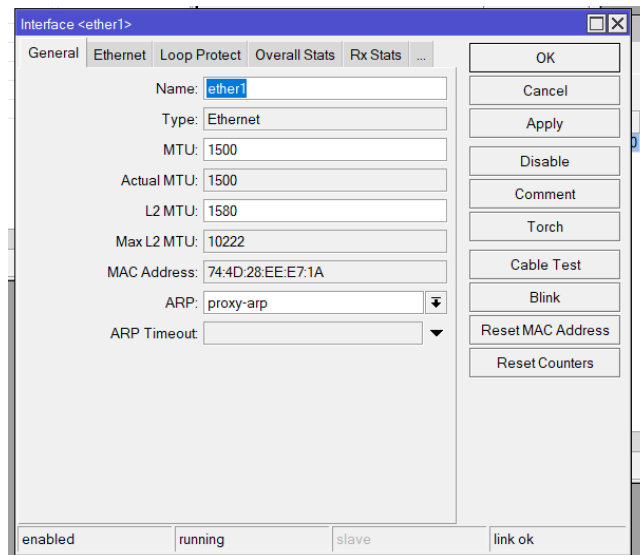 Interface <ether1>
General Ethernet Loop Protect Overall Stats Rx Stats ...
Name: ether1
Type: Ethernet
MTU: 1500
Actual MTU: 1500
L2 MTU: 1580
Max L2 MTU: 10222
MAC Address: 74:4D:28:EE:E7:1A
ARP: proxy-arp
ARP Timeout:
OK
Cancel
Apply
Disable
Comment
Torch
Cable Test
Blink
Reset MAC Address
Reset Counters
enabled running slave link ok